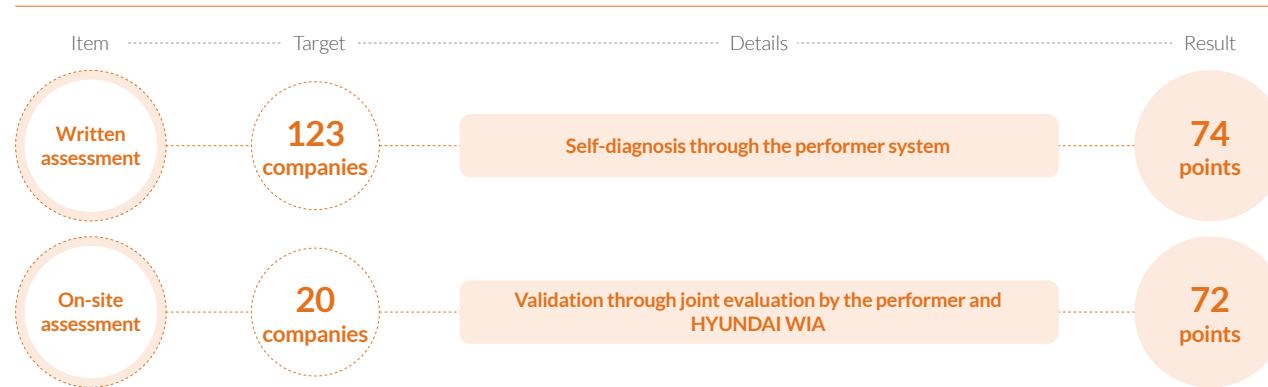 Item Target Details Result
Written
assessment
123
companies
Self-diagnosis through the performer system
74
points
On-site
assessment
20
companies
Validation through joint evaluation by the performer and
HYUNDAI WIA
72
points